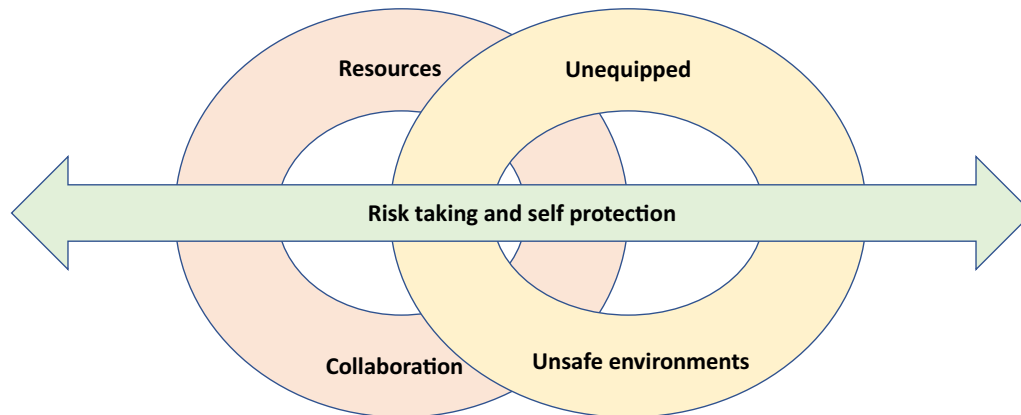 Resources
Unequipped
Risk taking and self protection
Collaboration
Unsafe environments